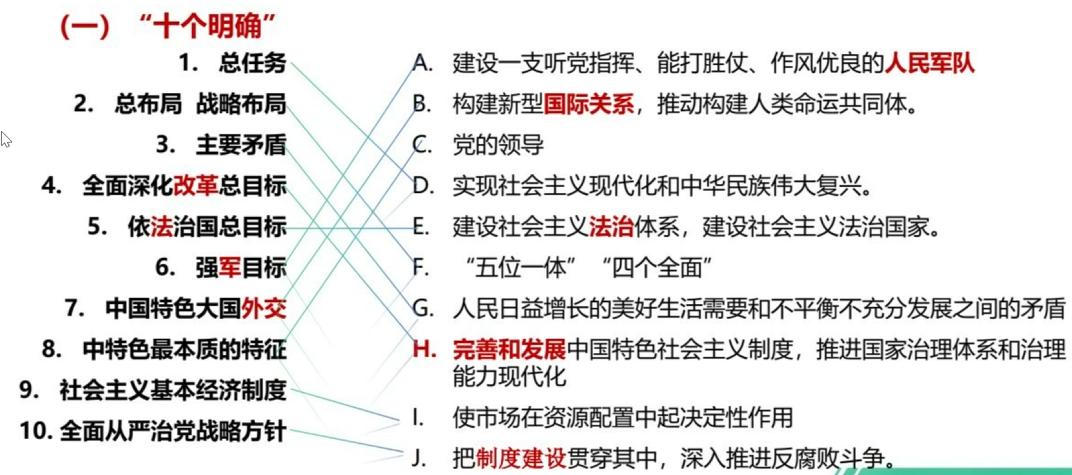 （一）“十个明确”
1. 总任务
2. 总布局 战略布局
3. 主要矛盾
4. 全面深化改革总目标
5. 依法治国总目标
6. 强军目标
7. 中国特色大国外交
8. 中特色最本质的特征
9. 社会主义基本经济制度
10. 全面从严治党战略方针
A. 建设一支听党指挥、能打胜仗、作风优良的人民军队
B. 构建新型国际关系，推动构建人类命运共同体。
C. 党的领导
D. 实现社会主义现代化和中华民族伟大复兴。
E. 建设社会主义法治体系，建设社会主义法治国家。
F. “五位一体”“四个全面”
G. 人民日益增长的美好生活需要和不平衡不充分发展之间的矛盾
H. 完善和发展中国特色社会主义制度，推进国家治理体系和治理
能力现代化
I. 使市场在资源配置中起决定性作用
J. 把制度建设贯穿其中，深入推进反腐败斗争。